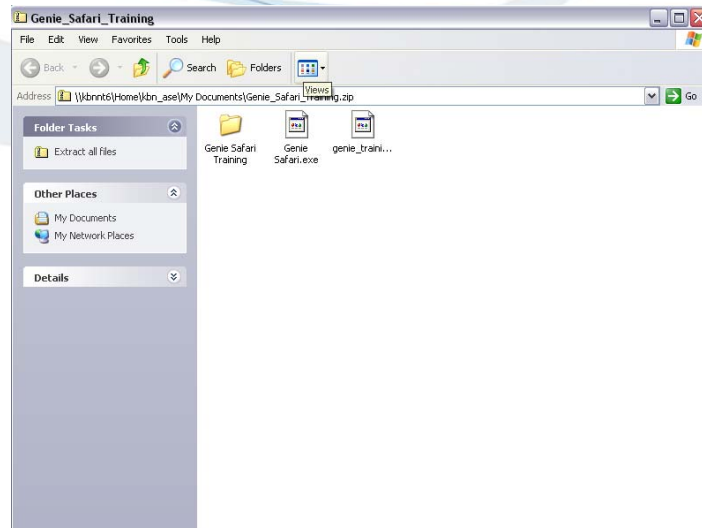 Genie_Safari_Training
File Edit View Favorites Tools Help
Back Search Folders
Views
Address \\kbnnt6\Home\kbn_ase\My Documents\Genie_Safari_Training.zip Go
Folder Tasks
Extract all files
Other Places
My Documents
My Network Places
Details
Genie Safari
Training
Genie
Safari.exe
genie_traini...